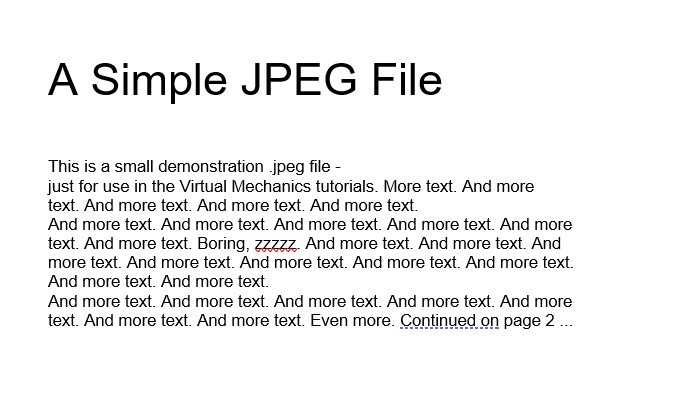 A Simple JPEG File
This is a small demonstration .jpeg file -
just for use in the Virtual Mechanics tutorials. More text. And more
text. And more text. And more text. And more text.
And more text. And more text. And more text. And more text. And more
text. And more text. Boring, zzzzz. And more text. And more text. And
more text. And more text. And more text. And more text. And more text.
And more text. And more text.
And more text. And more text. And more text. And more text. And more
text. And more text. And more text. Even more. Continued on page 2 ...